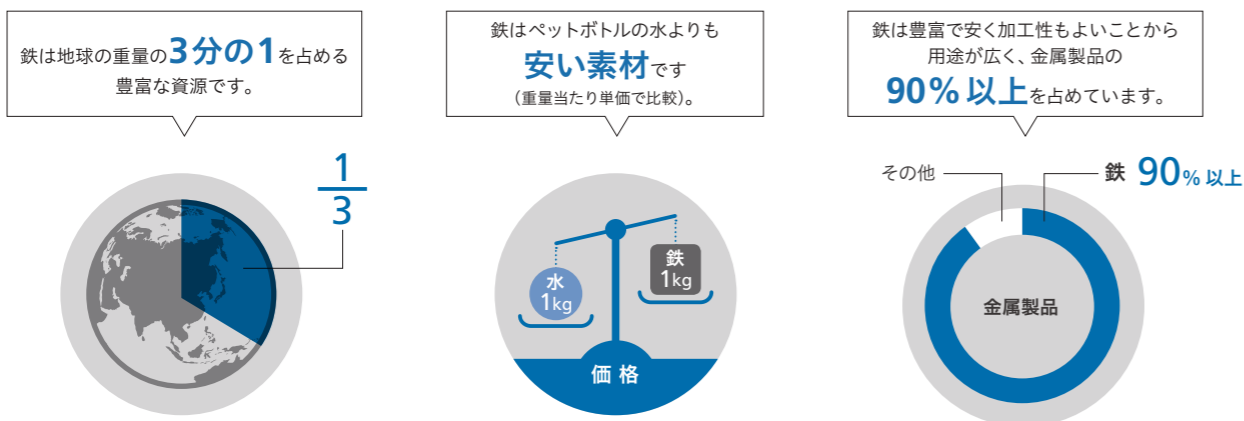 鉄は地球の重量の3分の1を占める
豊富な資源です。
1
3
鉄はペットボトルの水よりも
安い素材です
(重量当たり単価で比較)。
水
1kg
鉄
1kg
価格
鉄は豊富で安く加工性もよいことから
用途が広く、金属製品の
90%以上を占めています。
その他
鉄 90%以上
金属製品